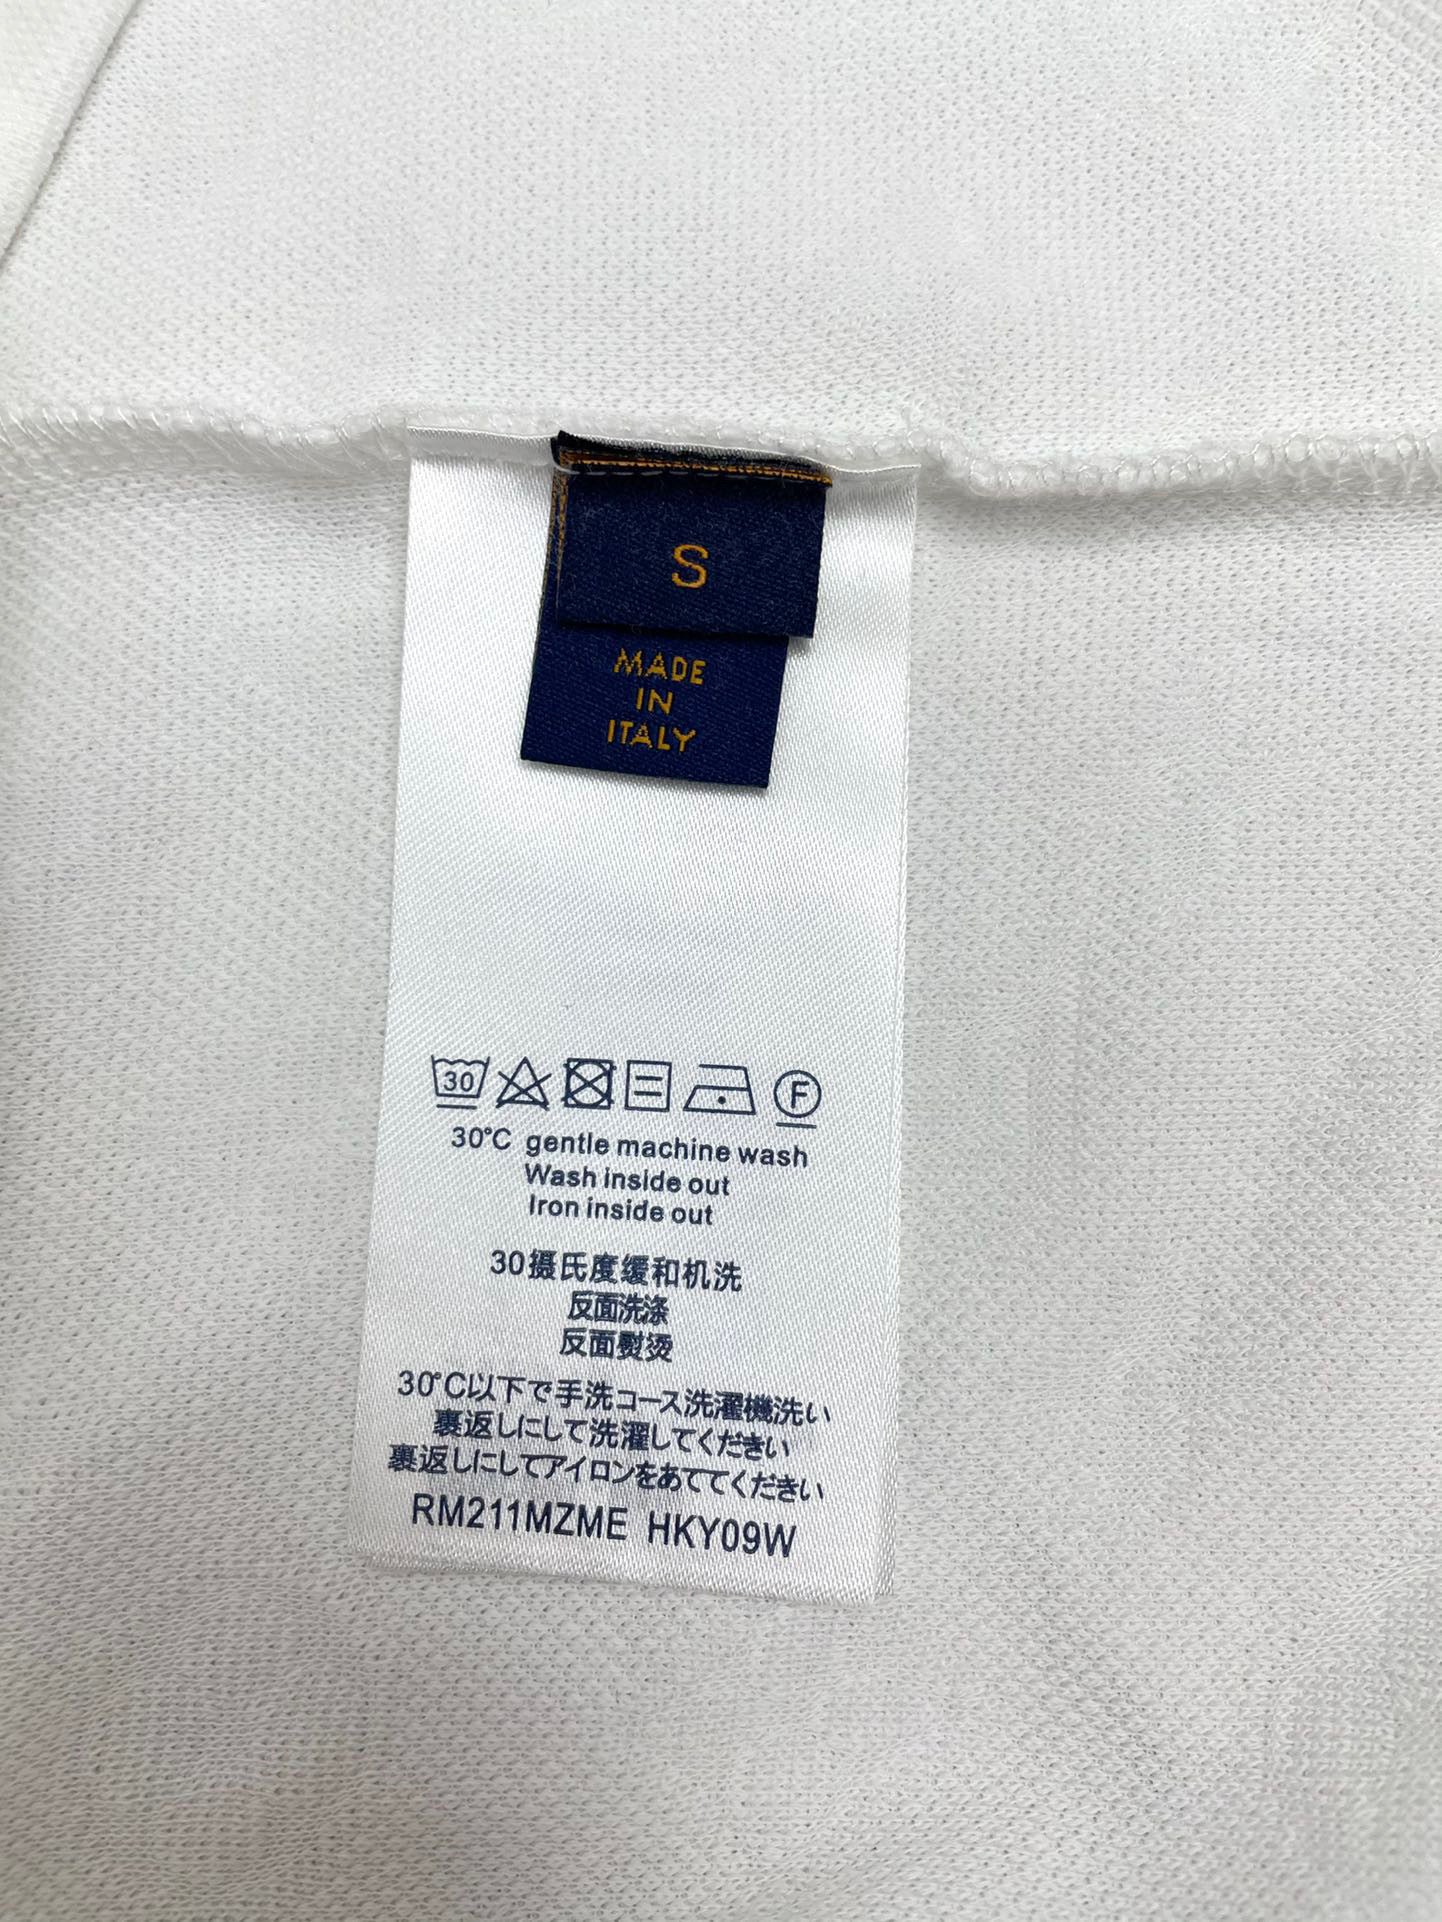 S
MADE
IN
ITALY
30
F
30°C gentle machine wash
Wash inside out
Iron inside out
30摄氏度缓和机洗
反面洗涤
反面熨烫
30°C以下で手洗コース洗濯機洗い
裏返しにして洗濯してください
裏返しにしてアイロンをあててください
RM211MZME HKY09W